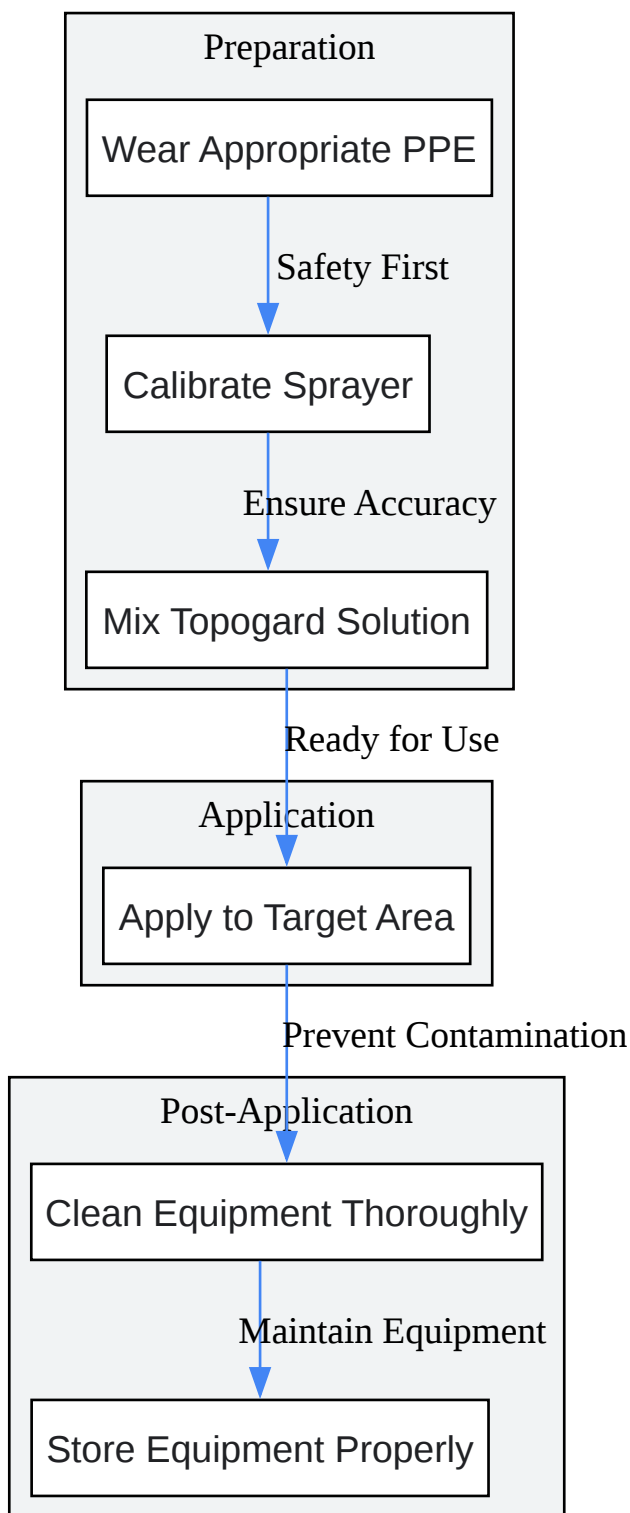 Preparation
Wear Appropriate PPE
Safety First
Calibrate Sprayer
Ensure Accuracy
Mix Topogard Solution
Ready for Use
Application
Apply to Target Area
Prevent Contamination
Post-Application
Clean Equipment Thoroughly
Maintain Equipment
Store Equipment Properly